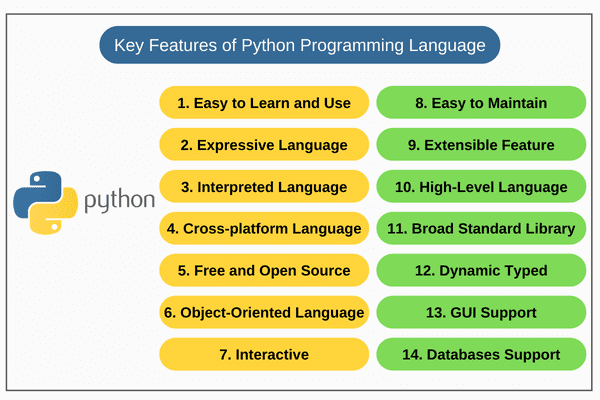 Key Features of Python Programming Language
python
1. Easy to Learn and Use
2. Expressive Language
3. Interpreted Language
4. Cross-platform Language
5. Free and Open Source
6. Object-Oriented Language
7. Interactive
8. Easy to Maintain
9. Extensible Feature
10. High-Level Language
11. Broad Standard Library
12. Dynamic Typed
13. GUI Support
14. Databases Support